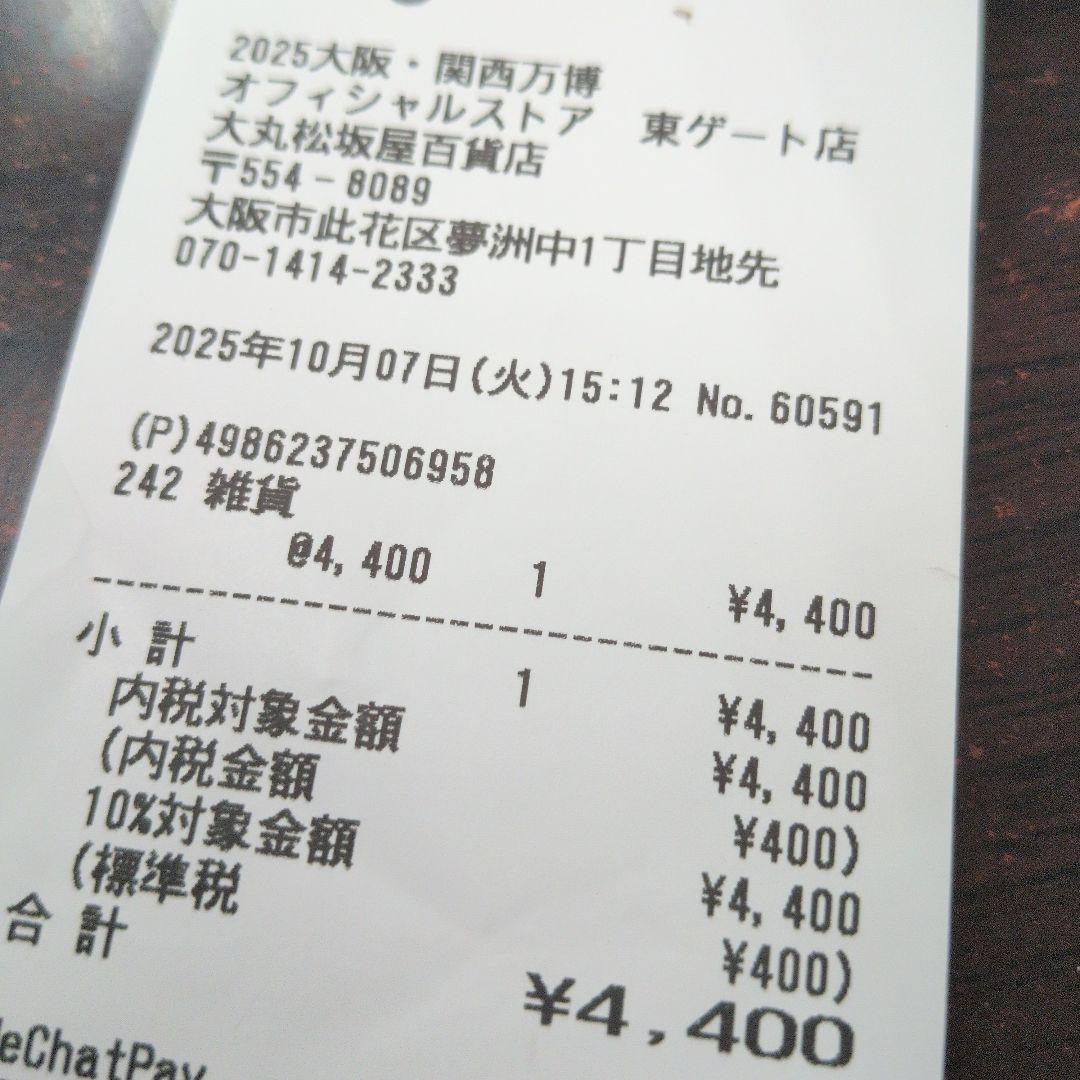 2025大阪・関西万博
オフィシャルストア 東ゲート店
大丸松坂屋百貨店
〒554-8089
大阪市此花区夢洲中1丁目地先
070-1414-2333
2025年10月07日(火)15:12 No.60591
(P)4986237506958
242 雑貨
@4,400 1 ¥4,400
小計 1 ¥4,400
内税対象金額 ¥4,400
(内税金額 ¥400)
10%対象金額 ¥4,400
(標準税 ¥400)
合計 ¥4,400
WeChatPay